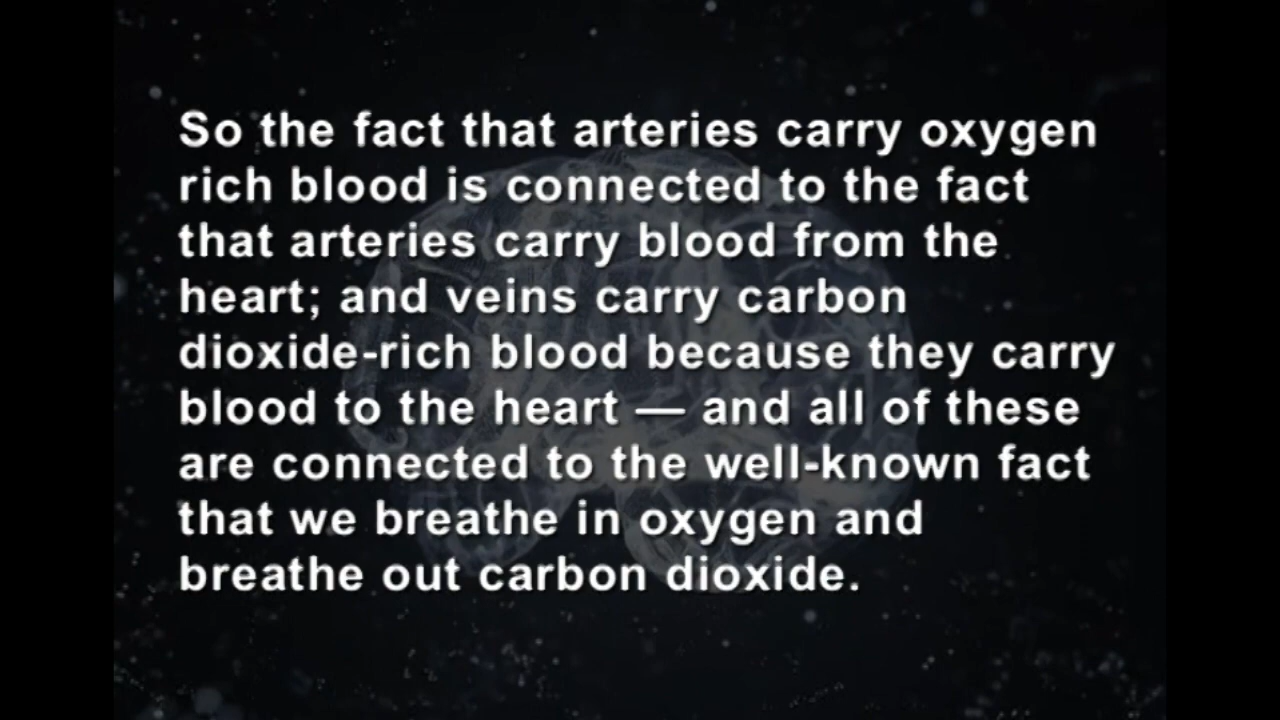 So the fact that arteries carry oxygen
rich blood is connected to the fact
that arteries carry blood from the
heart; and veins carry carbon
dioxide-rich blood because they carry
blood to the heart — and all of these
are connected to the well-known fact
that we breathe in oxygen and
breathe out carbon dioxide.